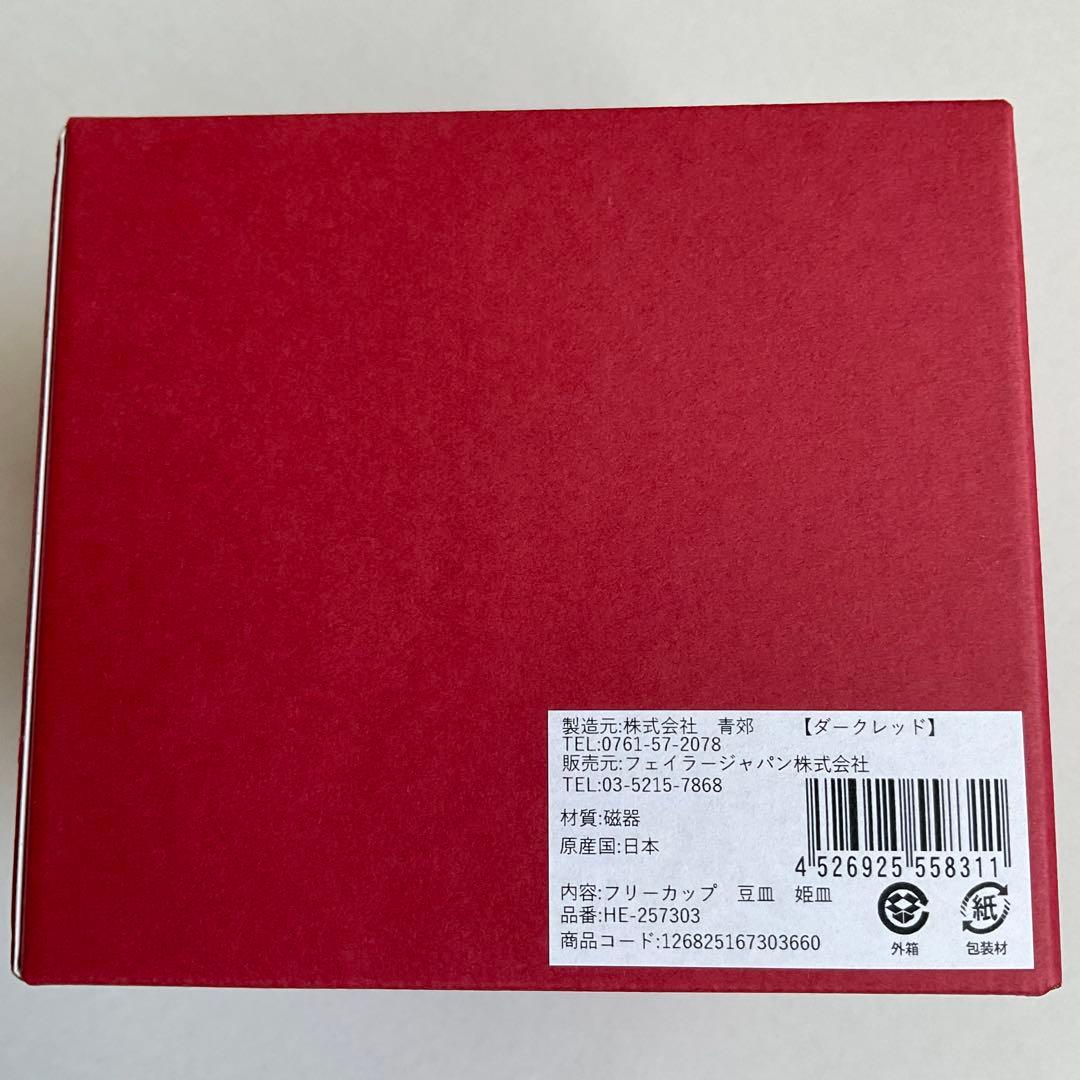 製造元:株式会社　青郊　　【ダークレッド】
TEL:0761-57-2078
販売元:フェイラージャパン株式会社
TEL:03-5215-7868
材質:磁器
原産国:日本
4 526925 558311
内容:フリーカップ　豆皿　姫皿
品番:HE-257303
商品コード:126825167303660
外箱
紙
包装材